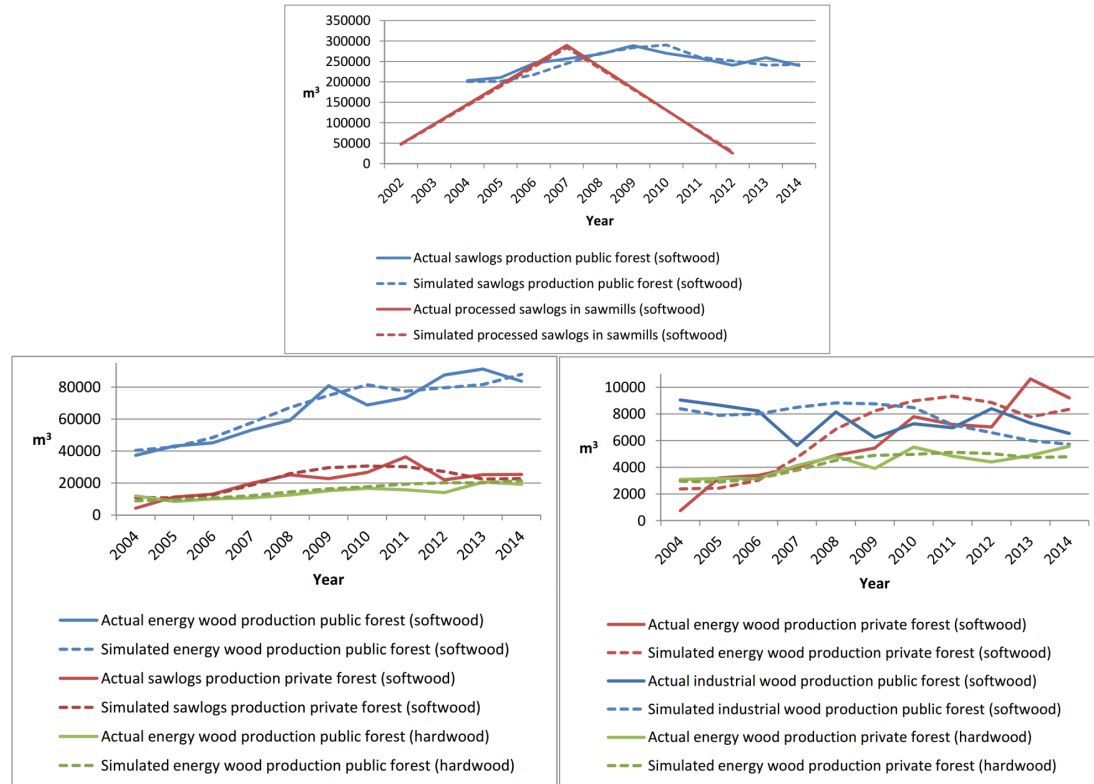 350000
300000
250000
200000
150000
100000
50000
0
m³
2002 2003 2004 2005 2006 2007 2008 2009 2010 2011 2012 2013 2014
Year
Actual sawlogs production public forest (softwood)
Simulated sawlogs production public forest (softwood)
Actual processed sawlogs in sawmills (softwood)
Simulated processed sawlogs in sawmills (softwood)
80000
60000
40000
20000
0
m³
2004 2005 2006 2007 2008 2009 2010 2011 2012 2013 2014
Year
Actual energy wood production public forest (softwood)
Simulated energy wood production public forest (softwood)
Actual sawlogs production private forest (softwood)
Simulated sawlogs production private forest (softwood)
Actual energy wood production public forest (hardwood)
Simulated energy wood production public forest (hardwood)
10000
8000
6000
4000
2000
0
m³
2004 2005 2006 2007 2008 2009 2010 2011 2012 2013 2014
Year
Actual energy wood production private forest (softwood)
Simulated energy wood production private forest (softwood)
Actual industrial wood production public forest (softwood)
Simulated industrial wood production public forest (softwood)
Actual energy wood production private forest (hardwood)
Simulated energy wood production private forest (hardwood)